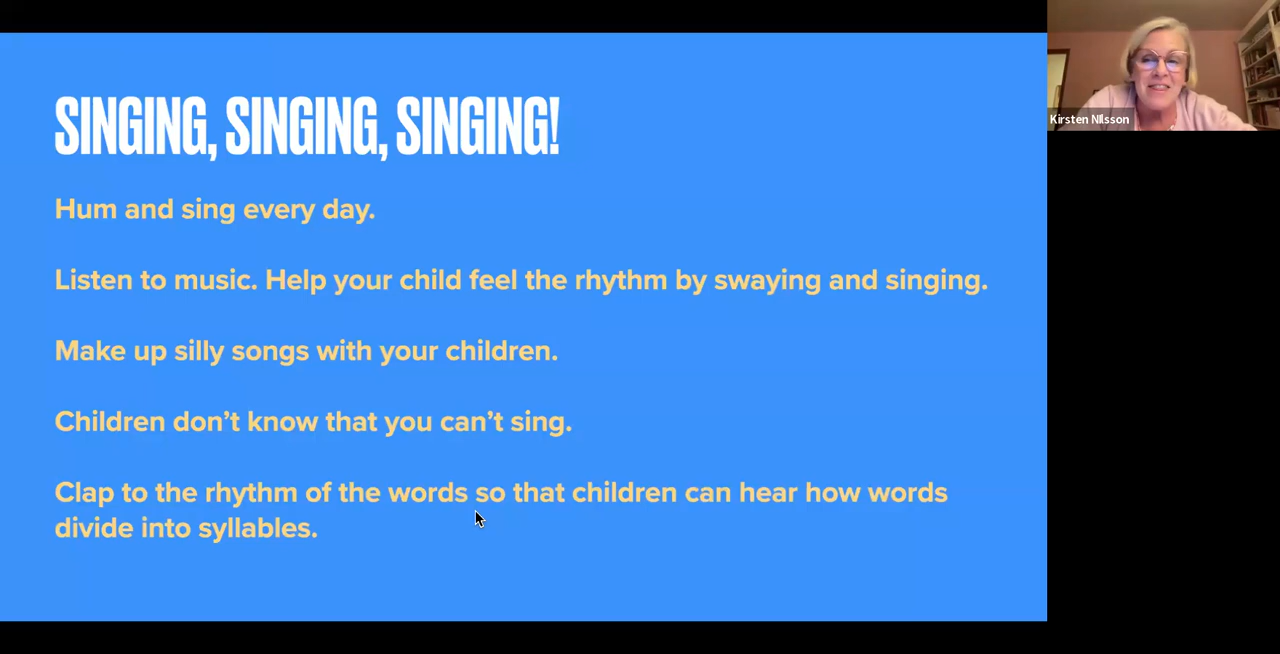 SINGING, SINGING, SINGING!
Hum and sing every day.
Listen to music. Help your child feel the rhythm by swaying and singing.
Make up silly songs with your children.
Children don’t know that you can’t sing.
Clap to the rhythm of the words so that children can hear how words
divide into syllables.
Kirsten NIlsson